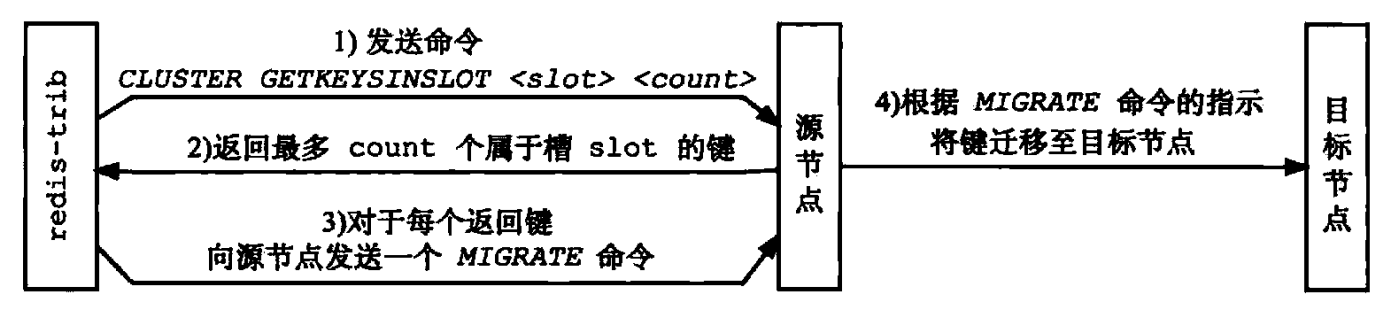 redis-trib
1) 发送命令
CLUSTER GETKEYSINSLOT <slot> <count>
2)返回最多 count 个属于槽 slot 的键
3)对于每个返回键
向源节点发送一个 MIGRATE 命令
源节点
4)根据 MIGRATE 命令的指示
将键迁移至目标节点
目标节点